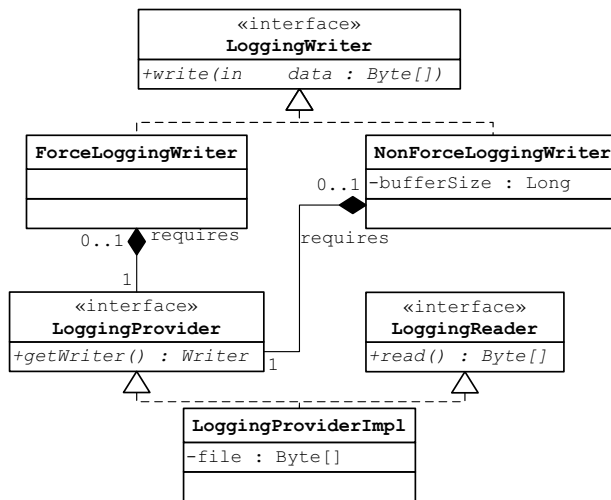 «interface»
LoggingWriter
+write(in    data : Byte[])
ForceLoggingWriter
NonForceLoggingWriter
-bufferSize : Long
0..1
0..1
requires
requires
1
1
«interface»
LoggingProvider
+getWriter() : Writer
«interface»
LoggingReader
+read() : Byte[]
LoggingProviderImpl
-file : Byte[]